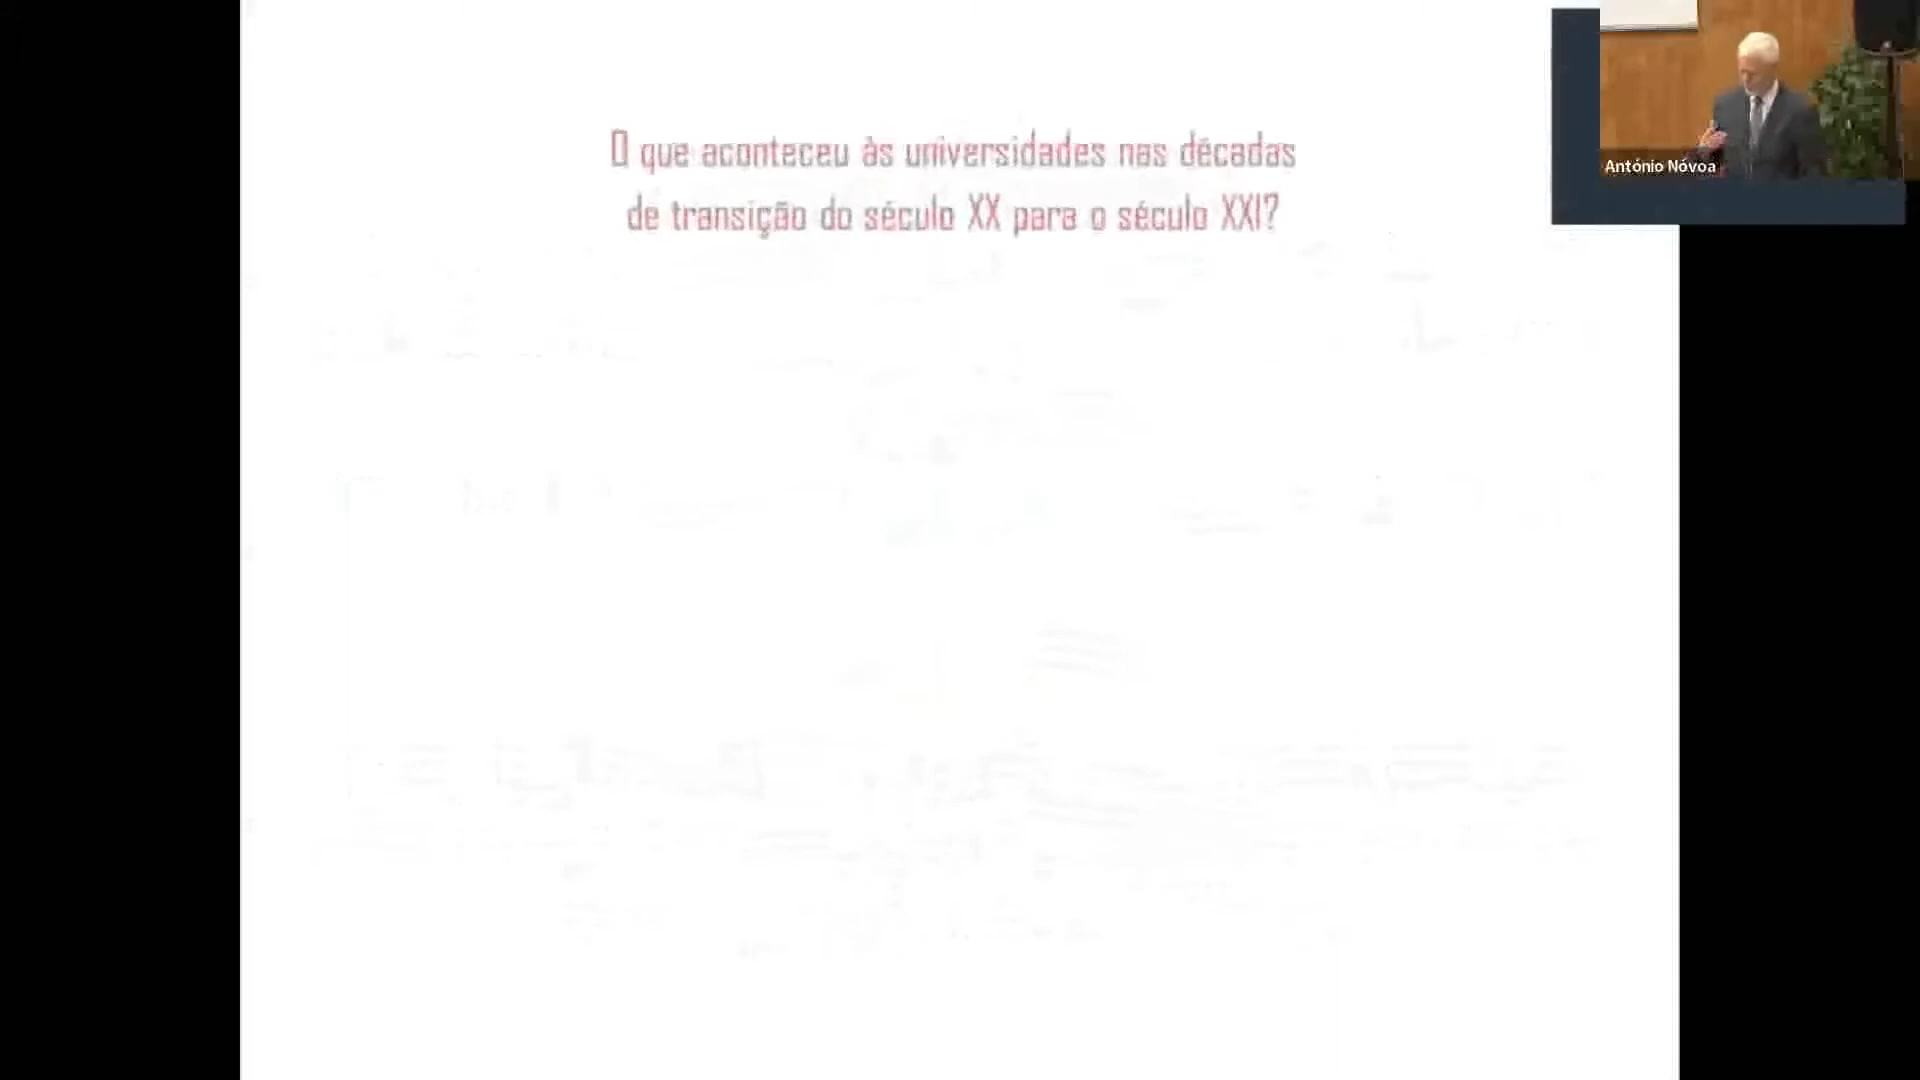 O que aconteceu às universidades nas décadas
de transição do século XX para o século XXI?
António Nóvoa